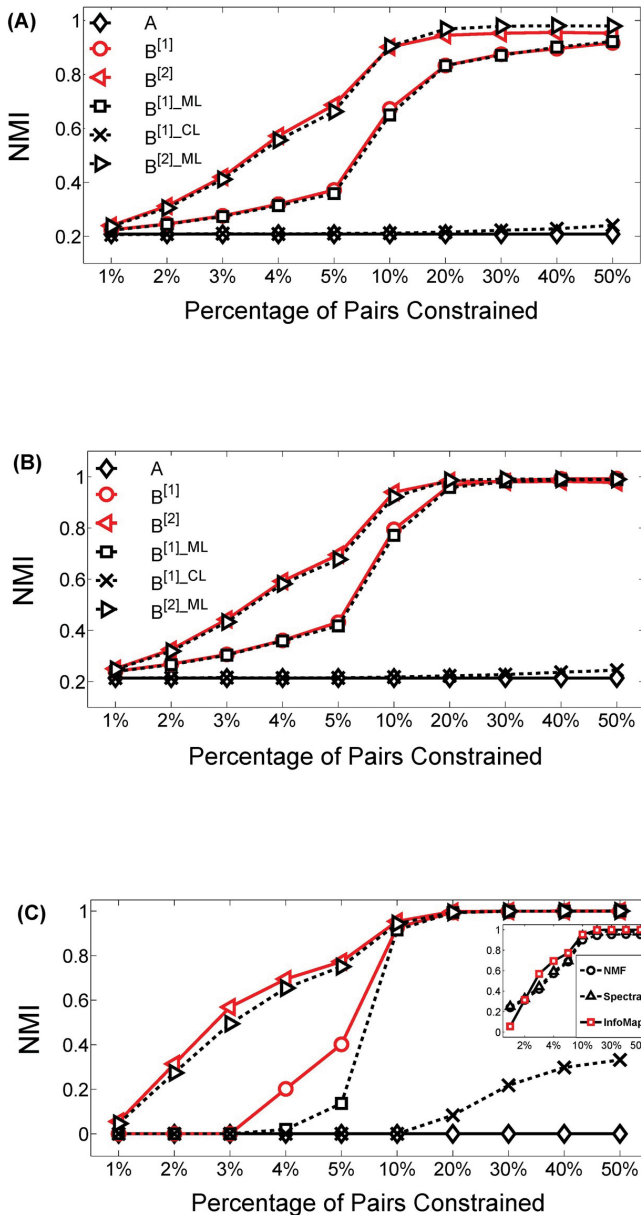 (A)
1
0.8
0.6
0.4
0.2
NMI
A
B[1]
B[2]
B[1]_ML
B[1]_CL
B[2]_ML
1% 2% 3% 4% 5% 10% 20% 30% 40% 50%
Percentage of Pairs Constrained
(B)
1
0.8
0.6
0.4
0.2
NMI
A
B[1]
B[2]
B[1]_ML
B[1]_CL
B[2]_ML
1% 2% 3% 4% 5% 10% 20% 30% 40% 50%
Percentage of Pairs Constrained
(C)
1
0.8
0.6
0.4
0.2
0
NMI
1
0.8
0.6
0.4
0.2
0
NMF
Spectra
InfoMap
2% 4% 10% 30% 50
1% 2% 3% 4% 5% 10% 20% 30% 40% 50%
Percentage of Pairs Constrained